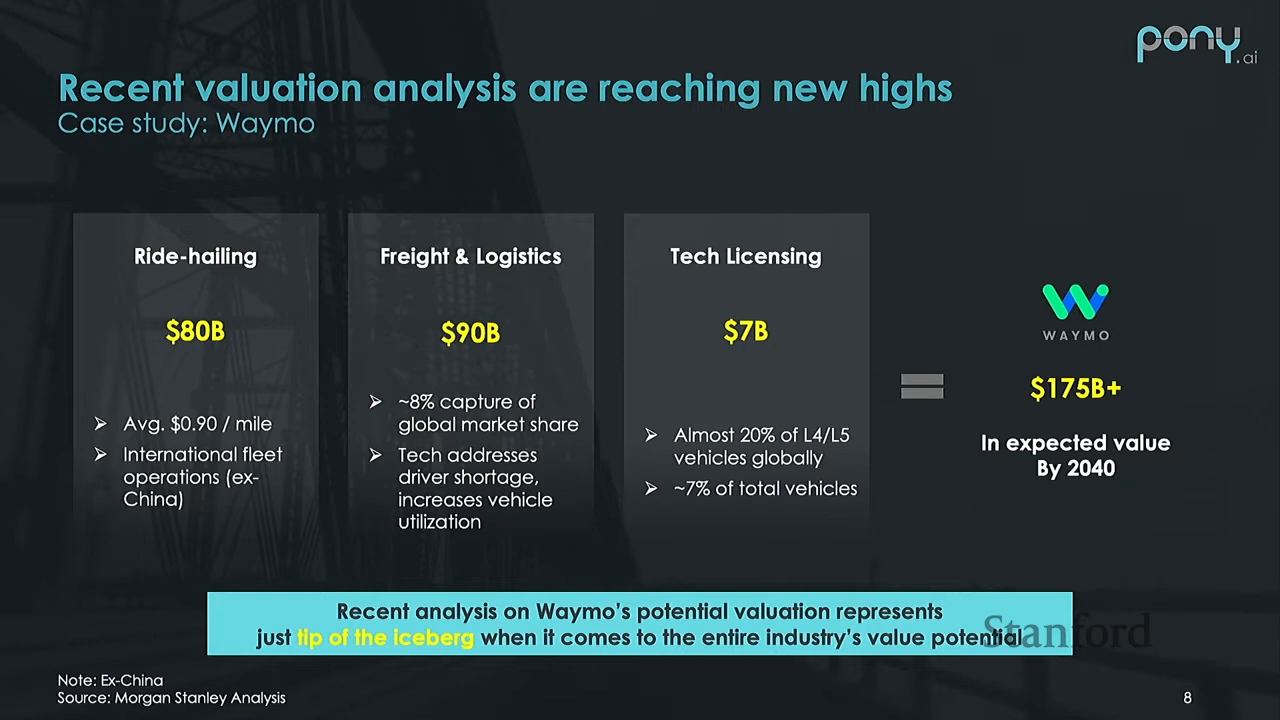 pony.ai
Recent valuation analysis are reaching new highs
Case study: Waymo
Ride-hailing
$80B
➢ Avg. $0.90 / mile
➢ International fleet
operations (ex-
China)
Freight & Logistics
$90B
➢ ~8% capture of
global market share
➢ Tech addresses
driver shortage,
increases vehicle
utilization
Tech Licensing
$7B
➢ Almost 20% of L4/L5
vehicles globally
➢ ~7% of total vehicles
=
WAYMO
$175B+
In expected value
By 2040
Recent analysis on Waymo’s potential valuation represents
just tip of the iceberg when it comes to the entire industry’s value potential
Stanford
Note: Ex-China
Source: Morgan Stanley Analysis
8